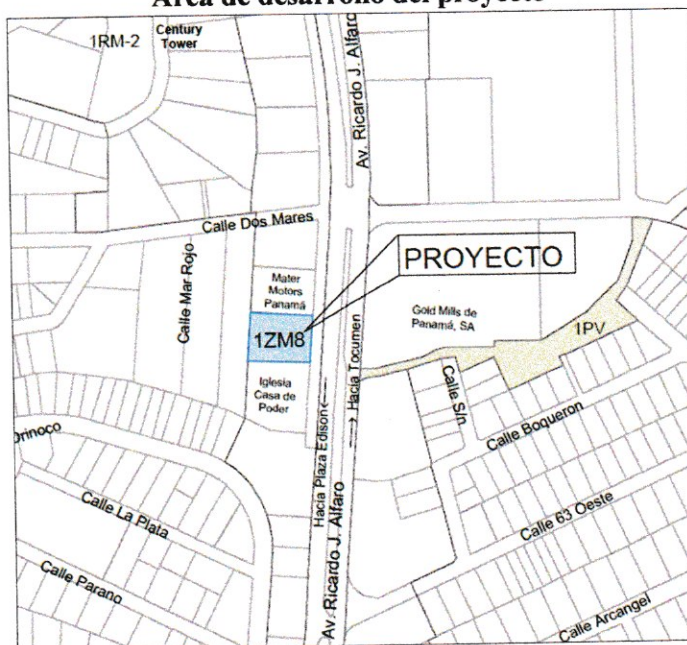 Área de desarrollo del proyecto
1RM-2
Century
Tower
Av. Ricardo J. Alfaro
Calle Dos Mares
Calle Mar Rojo
Mater
Motors
Panamá
PROYECTO
1ZM8
Gold Mills de
Panamá, SA
1PV
Iglesia
Casa de
Poder
Hacia Plaza Edison
Hacia Tocumen
Calle S/n
Calle Boqueron
Orinoco
Calle La Plata
Calle 63 Oeste
Calle Parano
Av. Ricardo J. Alfaro
Calle Arcangel